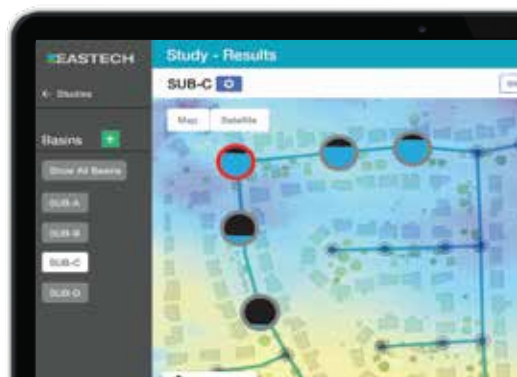 EASTECH
Study - Results
SUB-C
← Studies
Map
Satellite
Basins +
Show All Basins
SUB-A
SUB-B
SUB-C
SUB-D